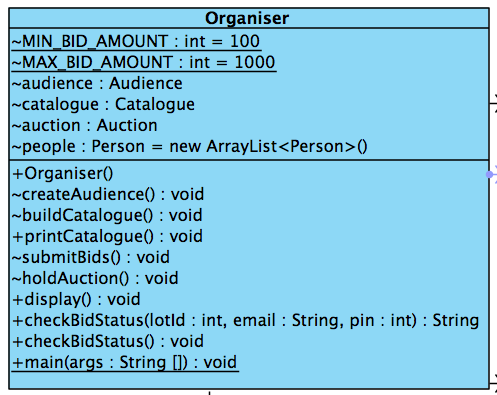 Organiser
~MIN_BID_AMOUNT : int = 100
~MAX_BID_AMOUNT : int = 1000
~audience : Audience
~catalogue : Catalogue
~auction : Auction
~people : Person = new ArrayList<Person>()
+Organiser()
~createAudience() : void
~buildCatalogue() : void
+printCatalogue() : void
~submitBids() : void
~holdAuction() : void
+display() : void
+checkBidStatus(lotId : int, email : String, pin : int) : String
+checkBidStatus() : void
+main(args : String []) : void